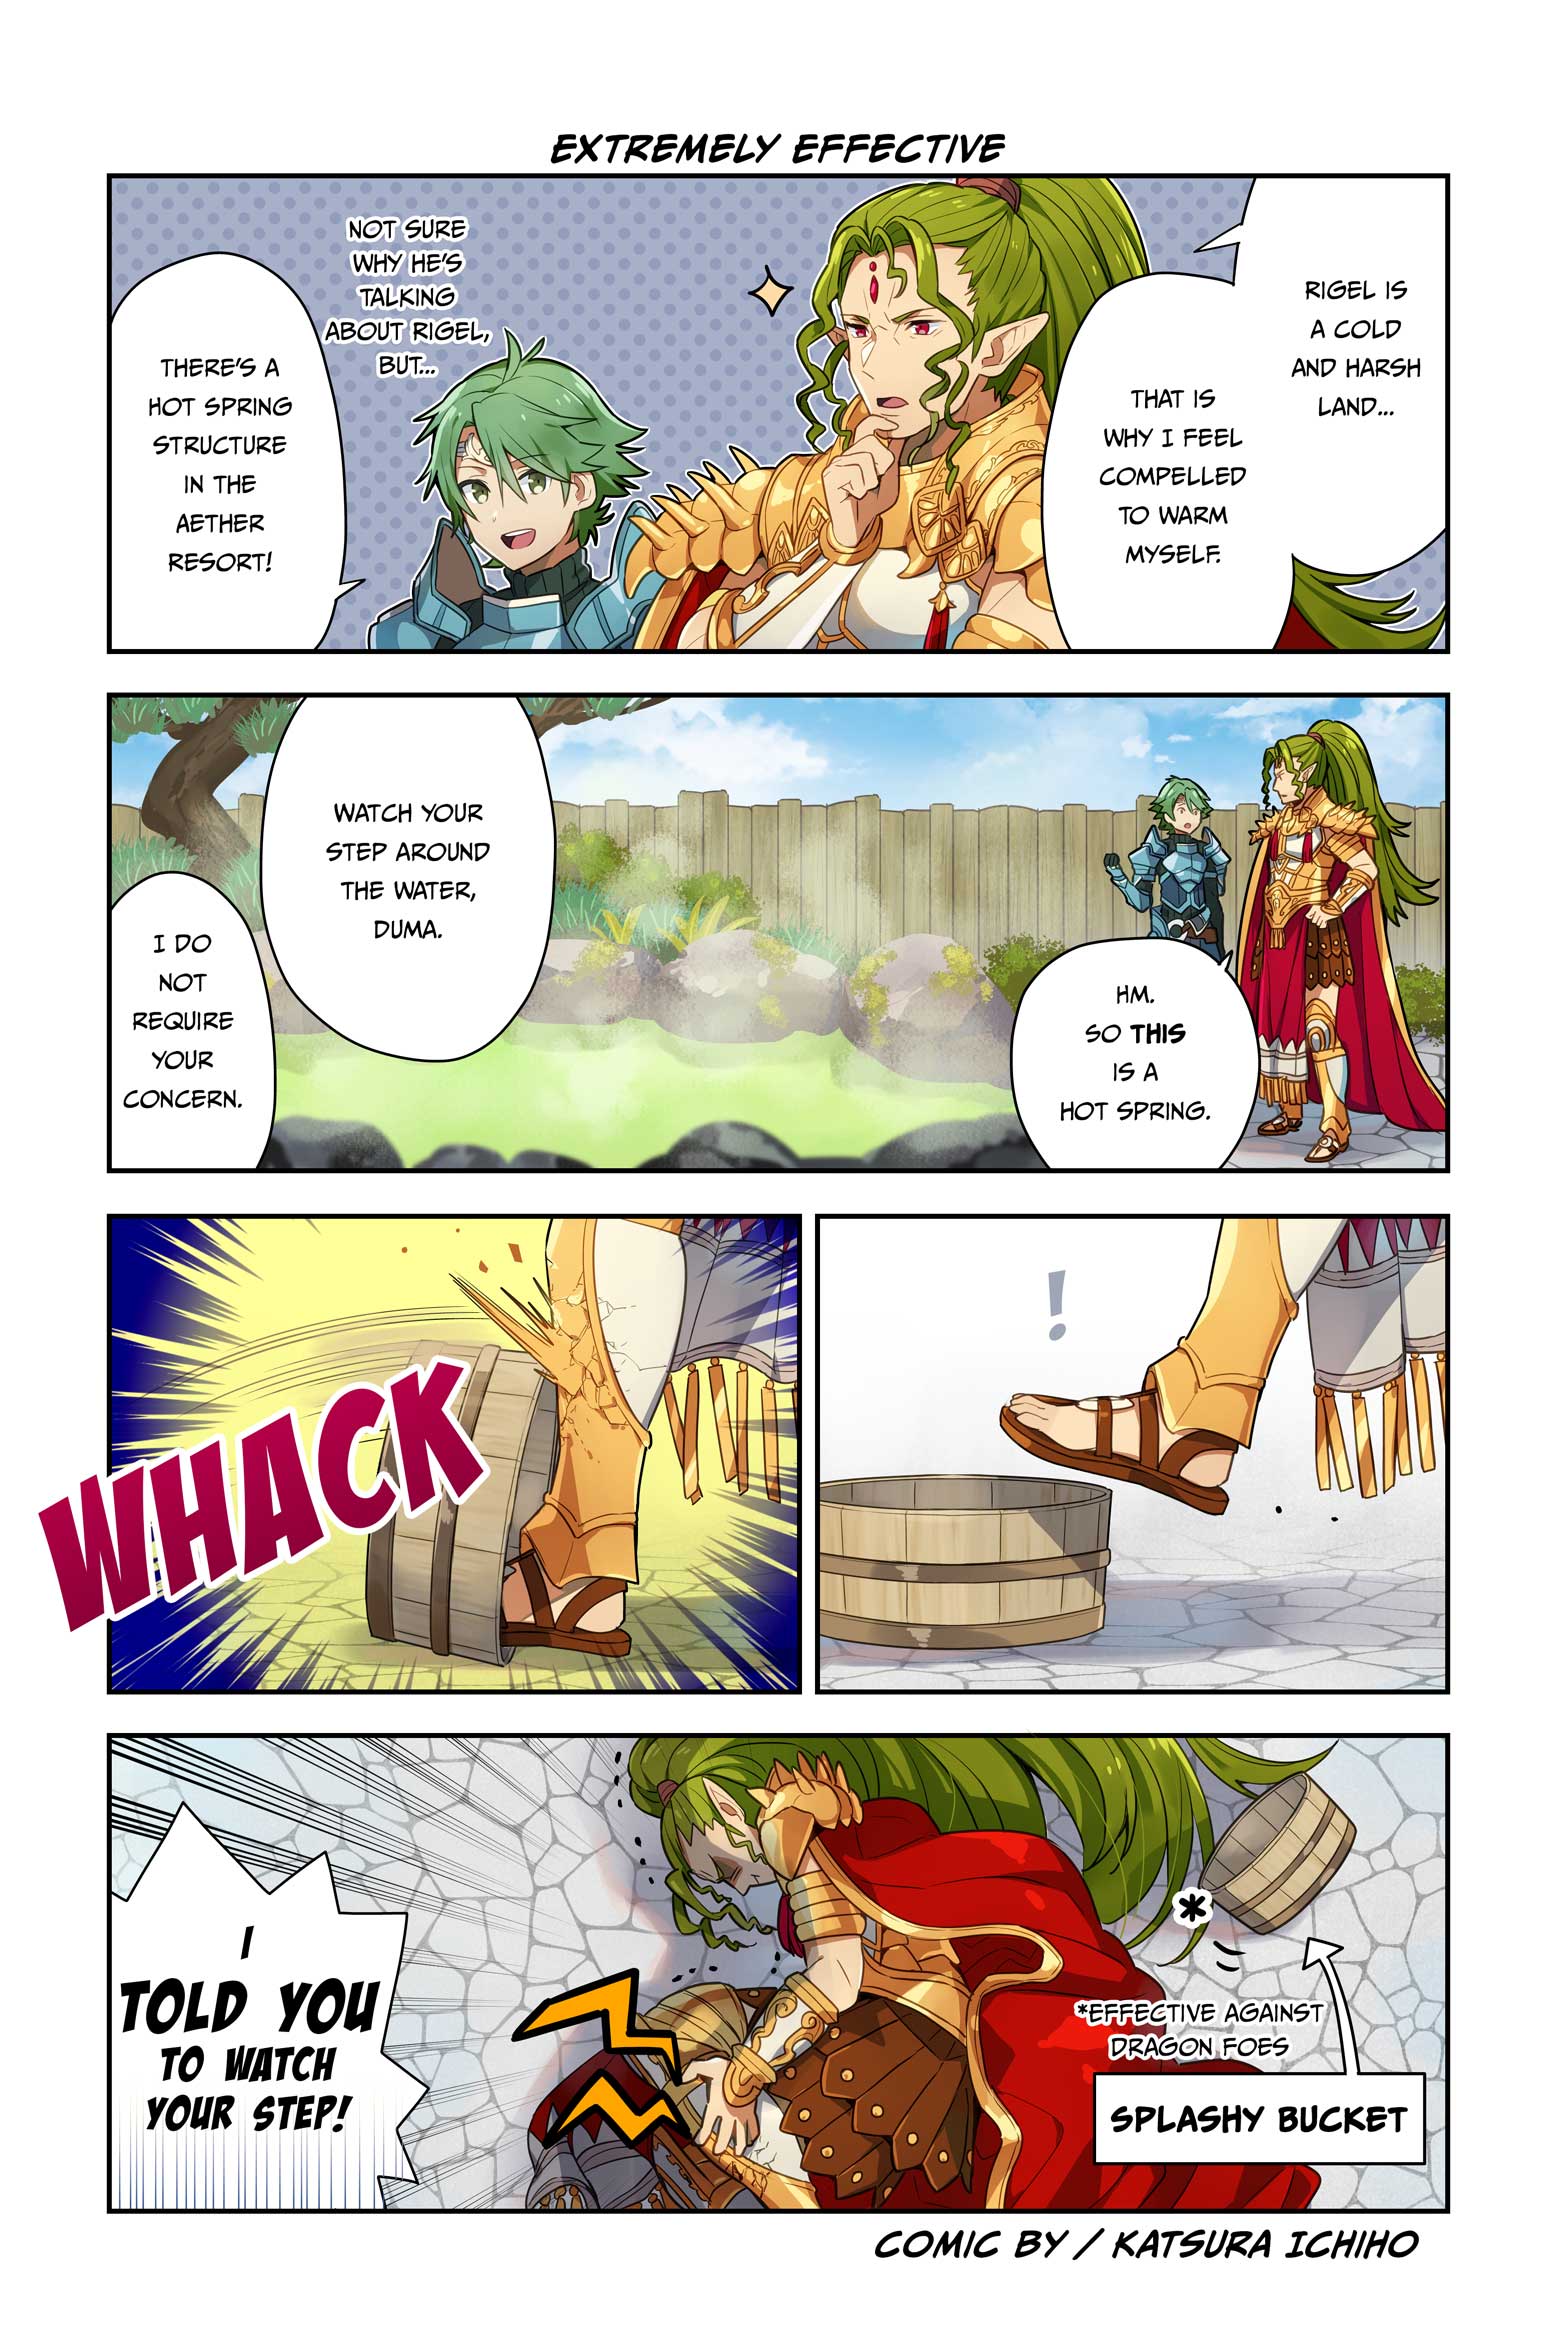 EXTREMELY EFFECTIVE
RIGEL IS
A COLD
AND HARSH
LAND...
THAT IS
WHY I FEEL
COMPELLED
TO WARM
MYSELF.
NOT SURE
WHY HE'S
TALKING
ABOUT RIGEL,
BUT...
THERE'S A
HOT SPRING
STRUCTURE
IN THE
AETHER
RESORT!
HM.
SO THIS
IS A
HOT SPRING.
WATCH YOUR
STEP AROUND
THE WATER,
DUMA.
I DO
NOT
REQUIRE
YOUR
CONCERN.
!
WHACK
*
*EFFECTIVE AGAINST
DRAGON FOES
SPLASHY BUCKET
I
TOLD YOU
TO WATCH
YOUR STEP!
COMIC BY / KATSURA ICHIHO